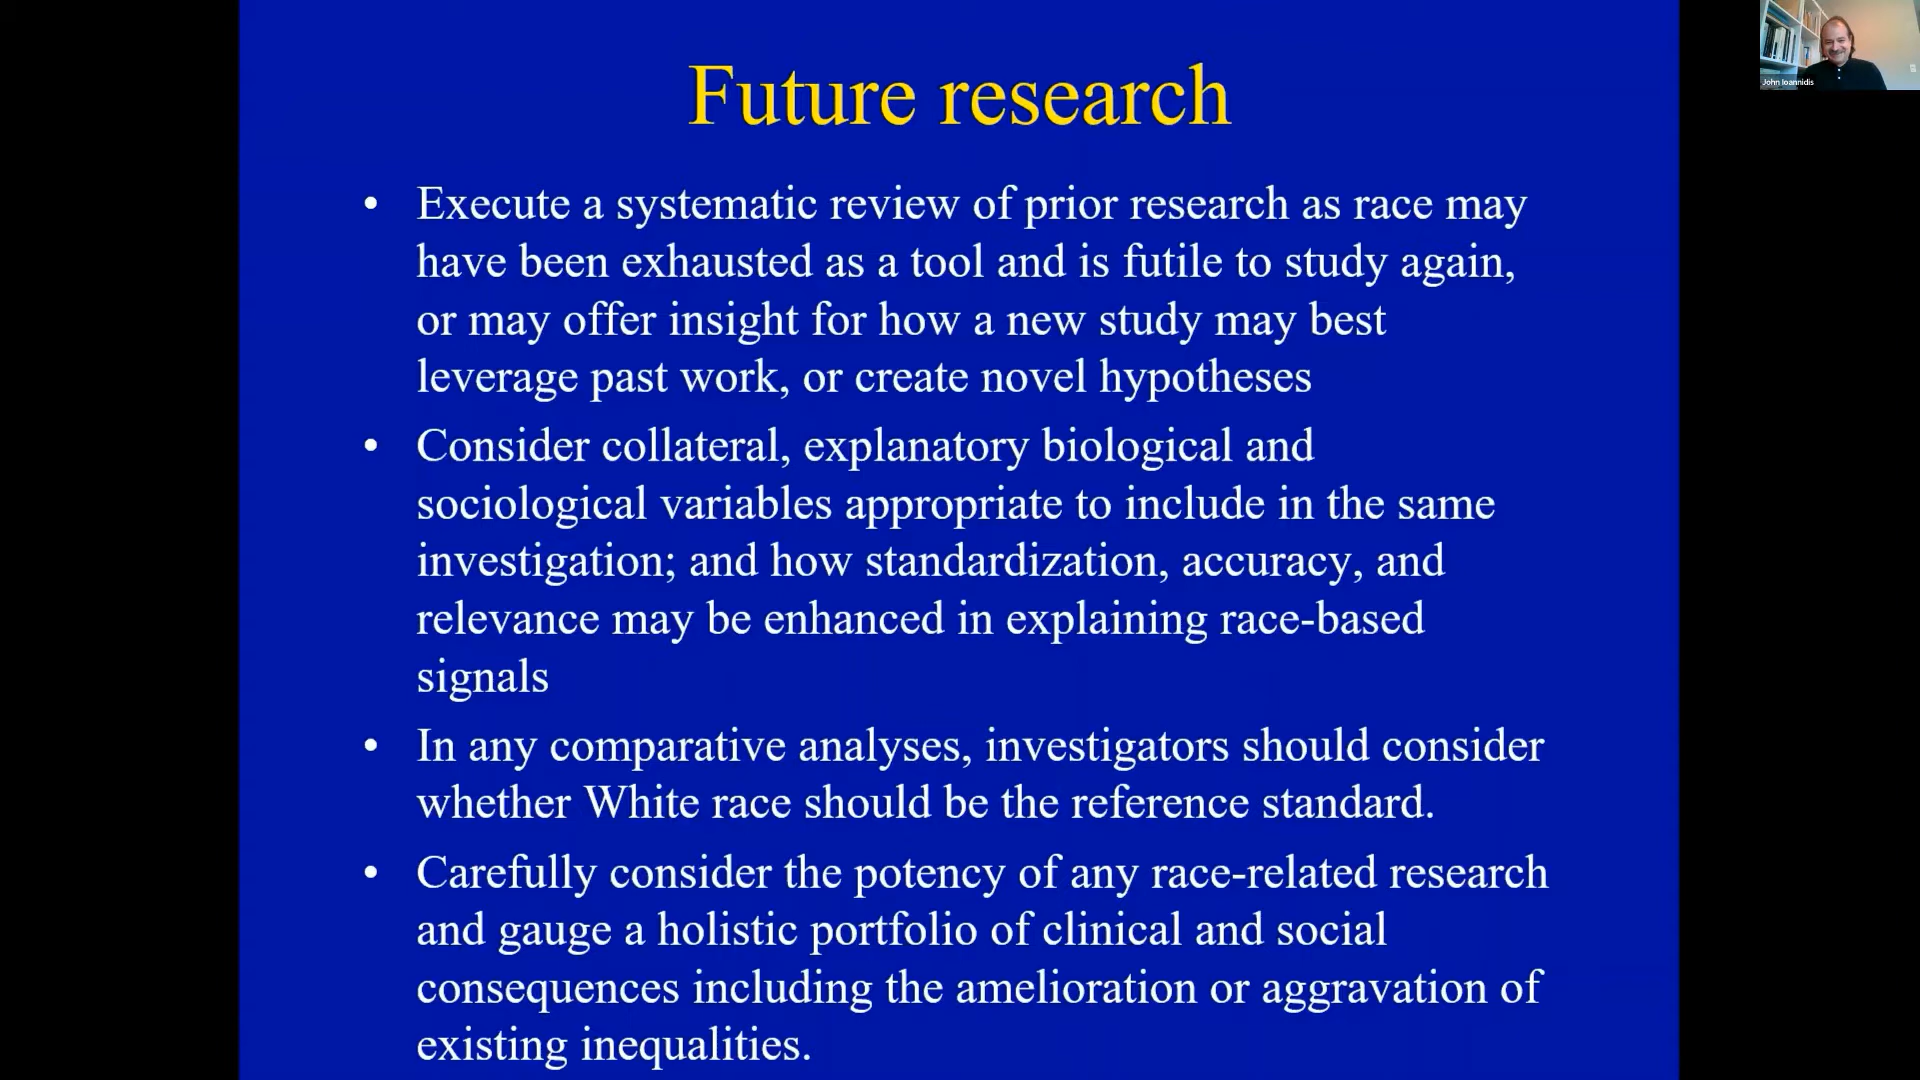 Future research
• Execute a systematic review of prior research as race may
have been exhausted as a tool and is futile to study again,
or may offer insight for how a new study may best
leverage past work, or create novel hypotheses
• Consider collateral, explanatory biological and
sociological variables appropriate to include in the same
investigation; and how standardization, accuracy, and
relevance may be enhanced in explaining race-based
signals
• In any comparative analyses, investigators should consider
whether White race should be the reference standard.
• Carefully consider the potency of any race-related research
and gauge a holistic portfolio of clinical and social
consequences including the amelioration or aggravation of
existing inequalities.
John Ioannidis